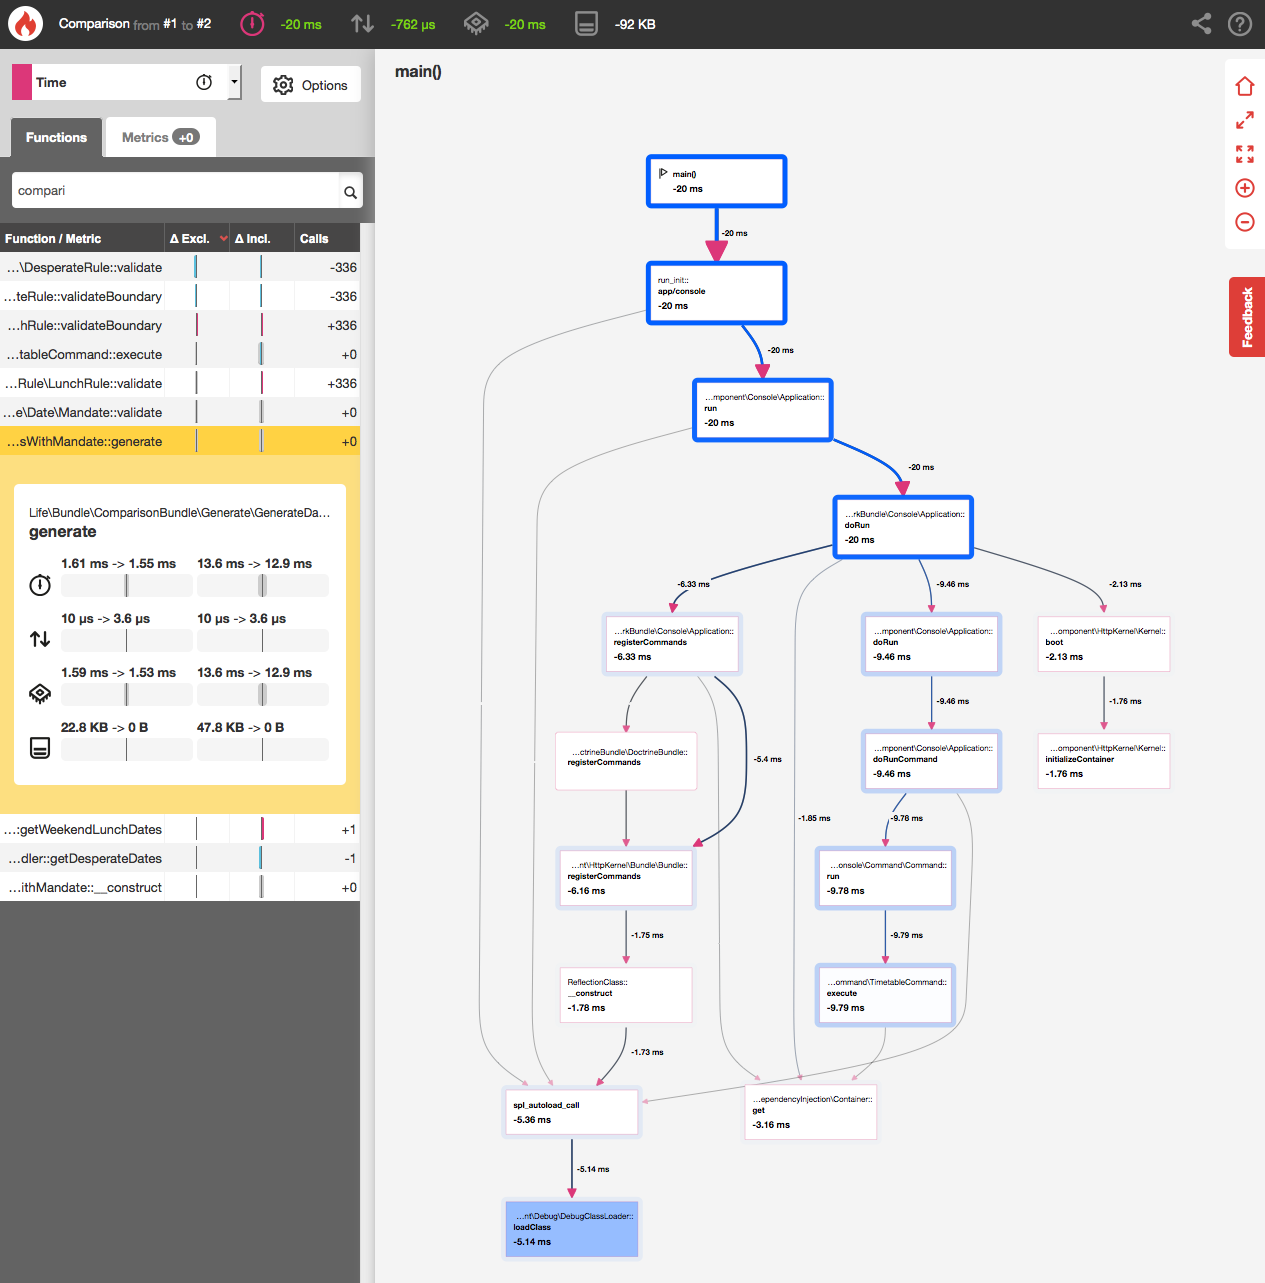 Comparison from #1 to #2
-20 ms
-762 µs
-20 ms
-92 KB
Time
Options
Functions
Metrics +0
compari
Function / Metric Δ Excl. Δ Incl. Calls
...\DesperateRule::validate -336
...teRule::validateBoundary -336
...hRule::validateBoundary +336
...tableCommand::execute +0
...Rule\LunchRule::validate +336
...e\Date\Mandate::validate +0
...sWithMandate::generate +0
Life\Bundle\ComparisonBundle\Generate\GenerateDa...
generate
1.61 ms -> 1.55 ms 13.6 ms -> 12.9 ms
10 µs -> 3.6 µs 10 µs -> 3.6 µs
1.59 ms -> 1.53 ms 13.6 ms -> 12.9 ms
22.8 KB -> 0 B 47.8 KB -> 0 B
...:getWeekendLunchDates +1
...dler::getDesperateDates -1
...ithMandate::__construct +0
main()
main()
-20 ms
-20 ms
run_init::
app/console
-20 ms
-20 ms
...mponent\Console\Application::
run
-20 ms
-20 ms
...rkBundle\Console\Application::
doRun
-20 ms
-6.33 ms
-9.46 ms
-2.13 ms
...rkBundle\Console\Application::
registerCommands
-6.33 ms
...mponent\Console\Application::
doRun
-9.46 ms
...omponent\HttpKernel\Kernel::
boot
-2.13 ms
-9.46 ms
-1.76 ms
...ctrineBundle\DoctrineBundle::
registerCommands
-5.4 ms
...mponent\Console\Application::
doRunCommand
-9.46 ms
...omponent\HttpKernel\Kernel::
initializeContainer
-1.76 ms
-1.85 ms
-9.78 ms
...nt\HttpKernel\Bundle\Bundle::
registerCommands
-6.16 ms
...onsole\Command\Command::
run
-9.78 ms
-1.75 ms
-9.79 ms
ReflectionClass::
__construct
-1.78 ms
...ommand\TimetableCommand::
execute
-9.79 ms
-1.73 ms
spl_autoload_call
-5.36 ms
...ependencyInjection\Container::
get
-3.16 ms
-5.14 ms
...nt\Debug\DebugClassLoader::
loadClass
-5.14 ms
Feedback